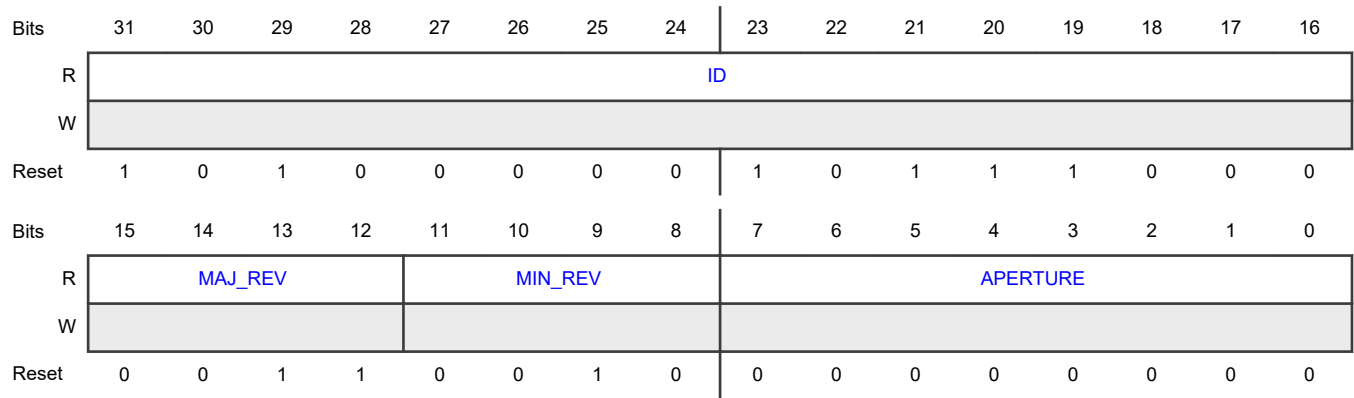 Bits 31 30 29 28 27 26 25 24 23 22 21 20 19 18 17 16
R ID
W
Reset 1 0 1 0 0 0 0 0 1 0 1 1 1 0 0 0
Bits 15 14 13 12 11 10 9 8 7 6 5 4 3 2 1 0
R MAJ_REV MIN_REV APERTURE
W
Reset 0 0 1 1 0 0 1 0 0 0 0 0 0 0 0 0